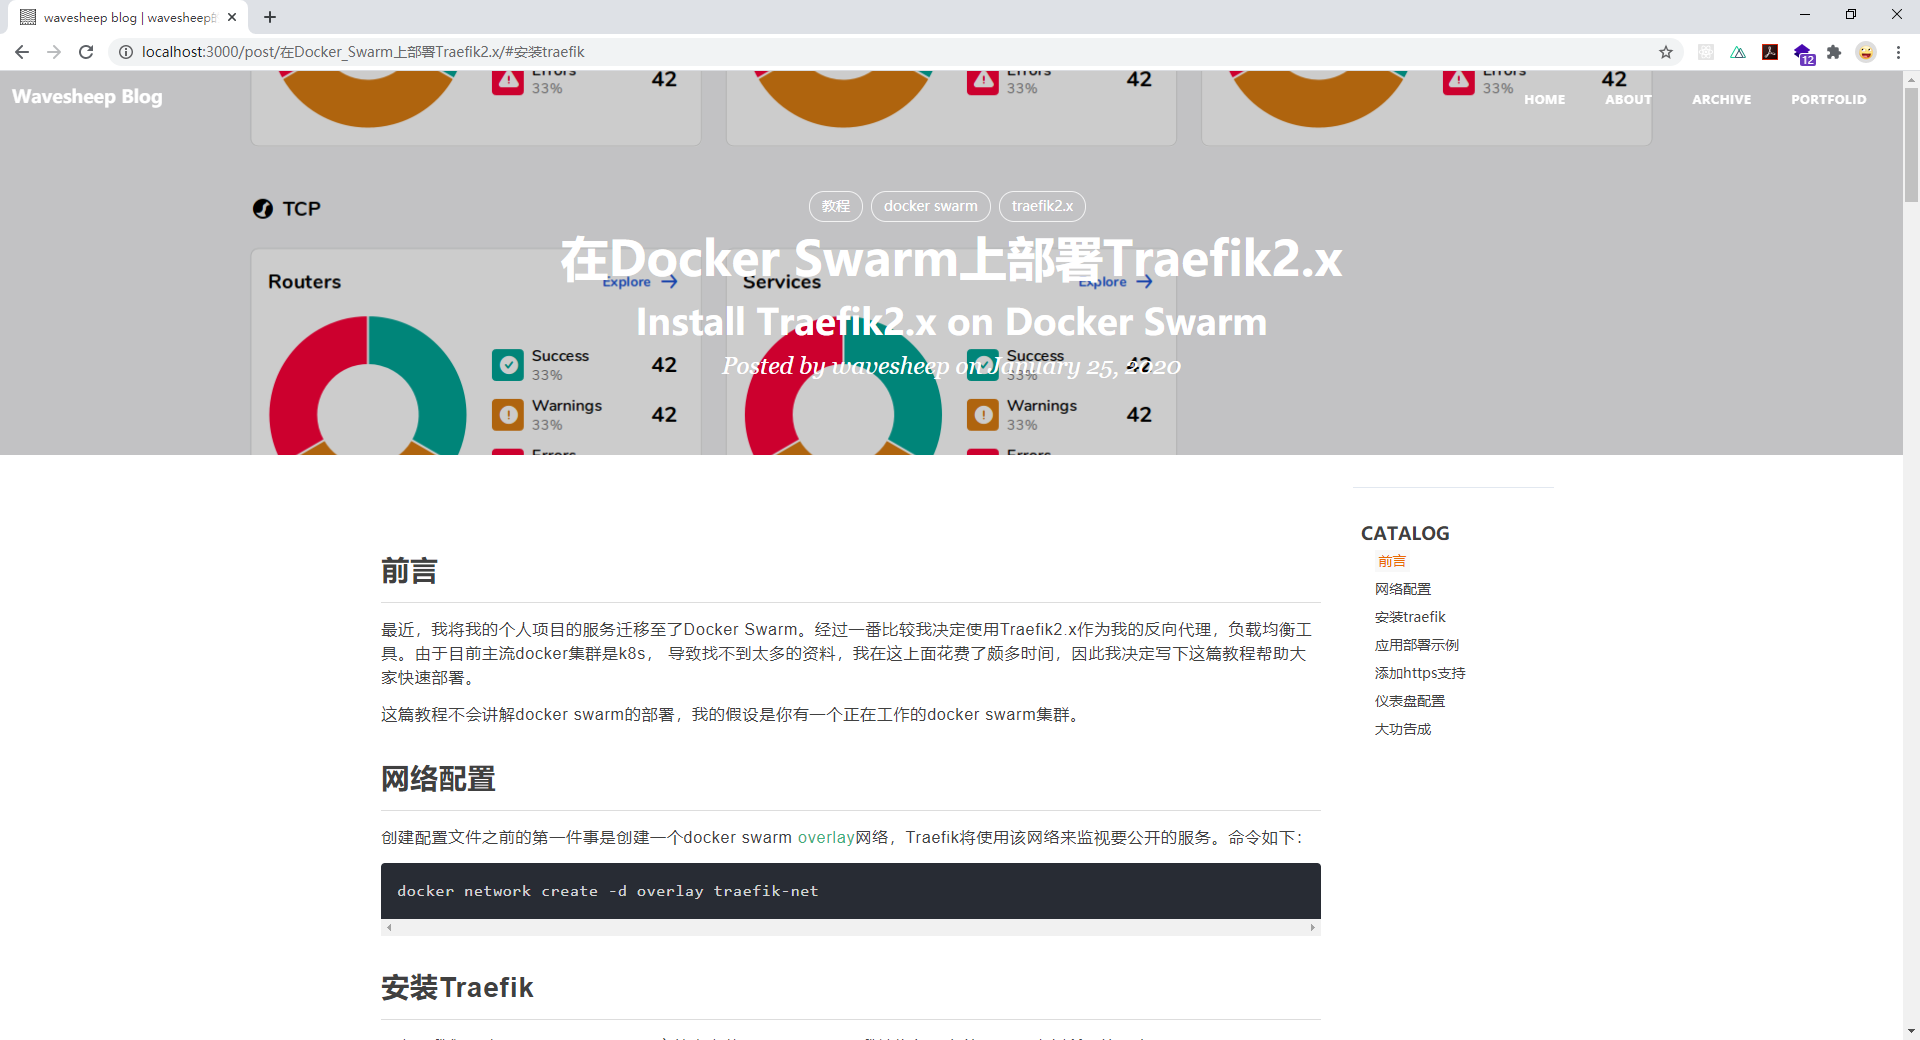 wavesheep blog | wavesheep
localhost:3000/post/在Docker_Swarm上部署Traefik2.x/#安装traefik
12
Wavesheep Blog
HOME ABOUT ARCHIVE PORTFOLIO
Errors 42 Errors 42 Errors 42
33% 33% 33%
TCP
教程 docker swarm traefik2.x
在Docker Swarm上部署Traefik2.x
Routers Explore Services Explore
Install Traefik2.x on Docker Swarm
Posted by wavesheep on January 25, 2020
Success 42 Success 42
33% 33%
Warnings 42 Warnings 42
33% 33%
Errors Errors
前言
最近，我将我的个人项目的服务迁移至了Docker Swarm。经过一番比较我决定使用Traefik2.x作为我的反向代理，负载均衡工
具。由于目前主流docker集群是k8s， 导致找不到太多的资料，我在这上面花费了颇多时间，因此我决定写下这篇教程帮助大
家快速部署。
这篇教程不会讲解docker swarm的部署，我的假设是你有一个正在工作的docker swarm集群。
网络配置
创建配置文件之前的第一件事是创建一个docker swarm overlay网络，Traefik将使用该网络来监视要公开的服务。命令如下：
docker network create -d overlay traefik-net
安装Traefik
CATALOG
前言
网络配置
安装traefik
应用部署示例
添加https支持
仪表盘配置
大功告成